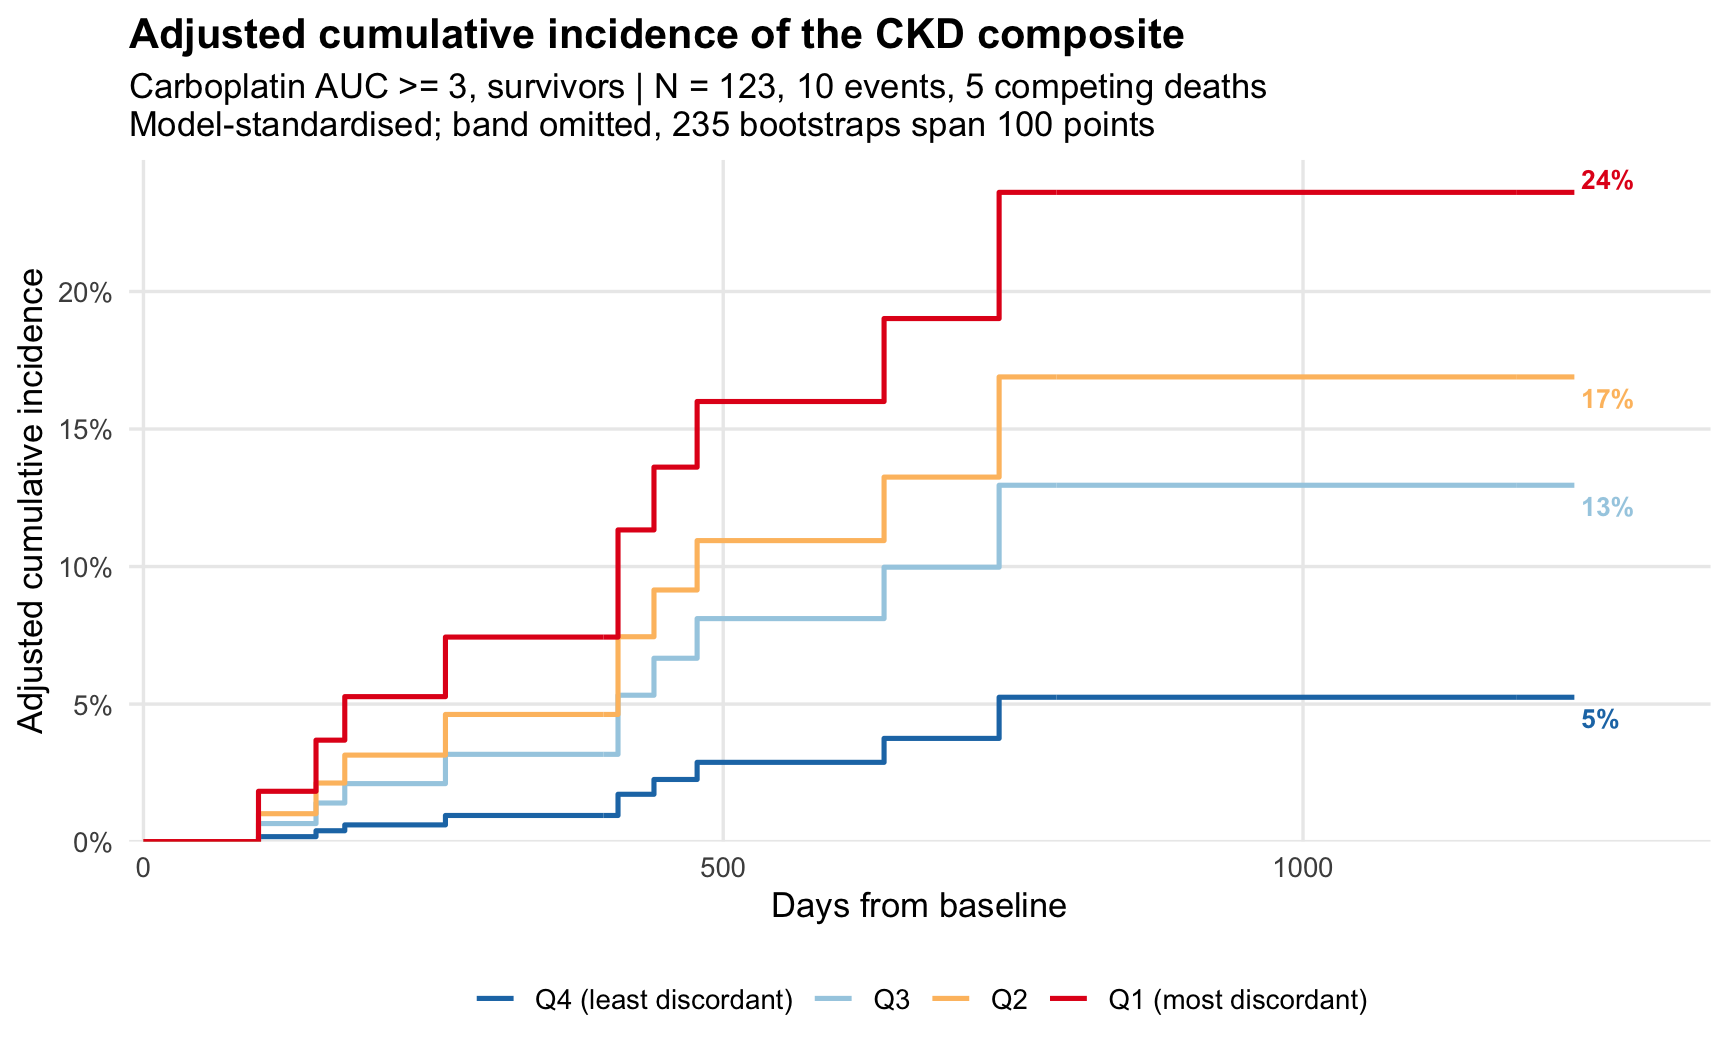 Adjusted cumulative incidence of the CKD composite
Carboplatin AUC >= 3, survivors | N = 123, 10 events, 5 competing deaths
Model-standardised; band omitted, 235 bootstraps span 100 points
Adjusted cumulative incidence
20%
15%
10%
5%
0%
24%
17%
13%
5%
0
500
1000
Days from baseline
Q4 (least discordant)
Q3
Q2
Q1 (most discordant)